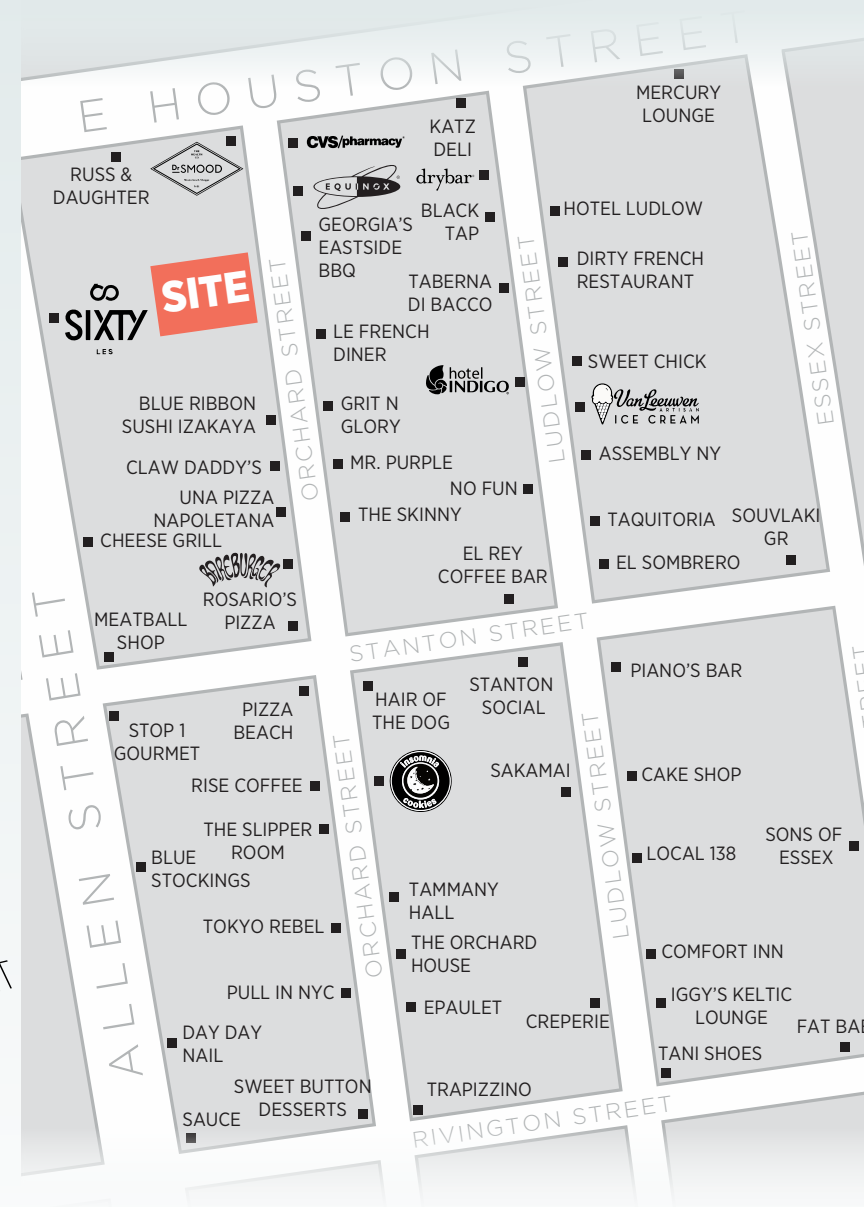 E HOUSTON STREET
MERCURY
LOUNGE
CVS/pharmacy
KATZ
DELI
RUSS &
DAUGHTER
DR SMOOD
EQUINOX
drybar
GEORGIA'S
EASTSIDE
BBQ
BLACK
TAP
HOTEL LUDLOW
DIRTY FRENCH
RESTAURANT
SITE
SIXTY
LES
TABERNA
DI BACCO
LE FRENCH
DINER
hotel
INDIGO
SWEET CHICK
Van Leeuwen
ARTISAN
ICE CREAM
ORCHARD STREET
LUDLOW STREET
ESSEX STREET
BLUE RIBBON
SUSHI IZAKAYA
GRIT N
GLORY
CLAW DADDY'S
MR. PURPLE
ASSEMBLY NY
UNA PIZZA
NAPOLETANA
NO FUN
THE SKINNY
TAQUITORIA
SOUVLAKI
GR
CHEESE GRILL
BAREBURGER
EL REY
COFFEE BAR
EL SOMBRERO
ROSARIO'S
PIZZA
MEATBALL
SHOP
STANTON STREET
ALLEN STREET
STOP 1
GOURMET
PIZZA
BEACH
HAIR OF
THE DOG
STANTON
SOCIAL
PIANO'S BAR
RISE COFFEE
insomnia
cookies
SAKAMAI
CAKE SHOP
THE SLIPPER
ROOM
ORCHARD STREET
LUDLOW STREET
BLUE
STOCKINGS
LOCAL 138
SONS OF
ESSEX
TAMMANY
HALL
TOKYO REBEL
THE ORCHARD
HOUSE
COMFORT INN
PULL IN NYC
EPAULET
CREPERIE
IGGY'S KELTIC
LOUNGE
FAT BAB
DAY DAY
NAIL
TANI SHOES
SWEET BUTTON
DESSERTS
TRAPIZZINO
SAUCE
RIVINGTON STREET